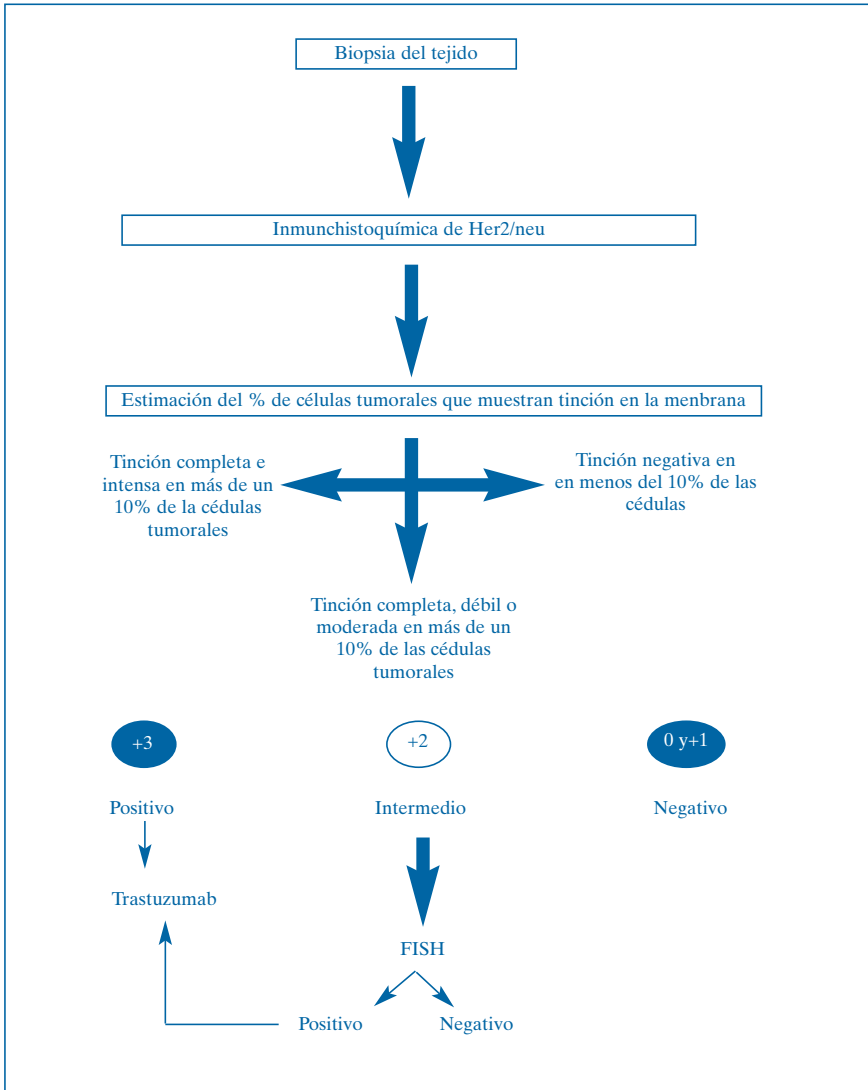 Biopsia del tejido
Inmunchistoquímica de Her2/neu
Estimación del % de células tumorales que muestran tinción en la menbrana
Tinción completa e
intensa en más de un
10% de la cédulas
tumorales
Tinción negativa en
en menos del 10% de las
cédulas
Tinción completa, débil o
moderada en más de un
10% de las cédulas
tumorales
+3
+2
0 y+1
Positivo
Intermedio
Negativo
Trastuzumab
FISH
Positivo
Negativo